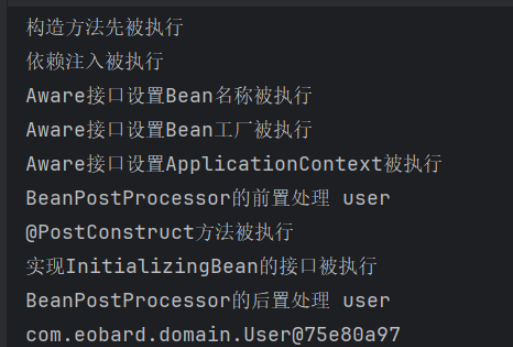 构造方法先被执行
依赖注入被执行
Aware接口设置Bean名称被执行
Aware接口设置Bean工厂被执行
Aware接口设置ApplicationContext被执行
BeanPostProcessor的前置处理 user
@PostConstruct方法被执行
实现InitializingBean的接口被执行
BeanPostProcessor的后置处理 user
com.eobard.domain.User@75e80a97